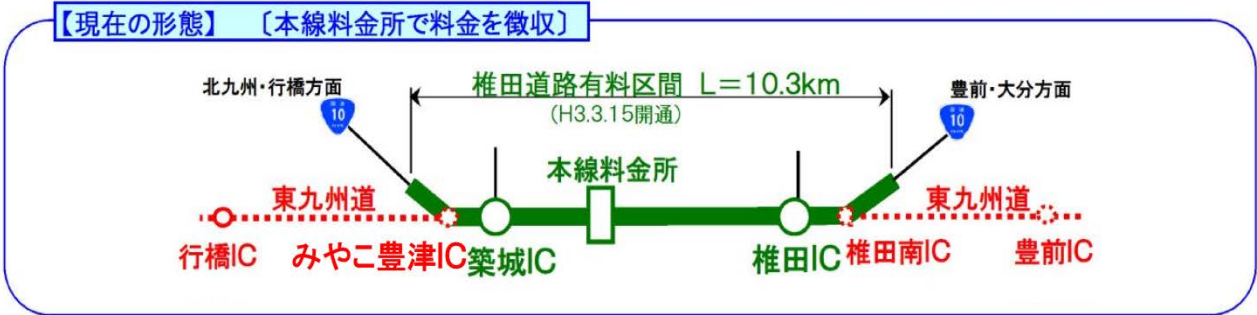 【現在の形態】 〔本線料金所で料金を徴収〕
北九州・行橋方面
椎田道路有料区間 L=10.3km
豊前・大分方面
(H3.3.15開通)
10
10
本線料金所
東九州道
東九州道
行橋IC
みやこ豊津IC
築城IC
椎田IC
椎田南IC
豊前IC